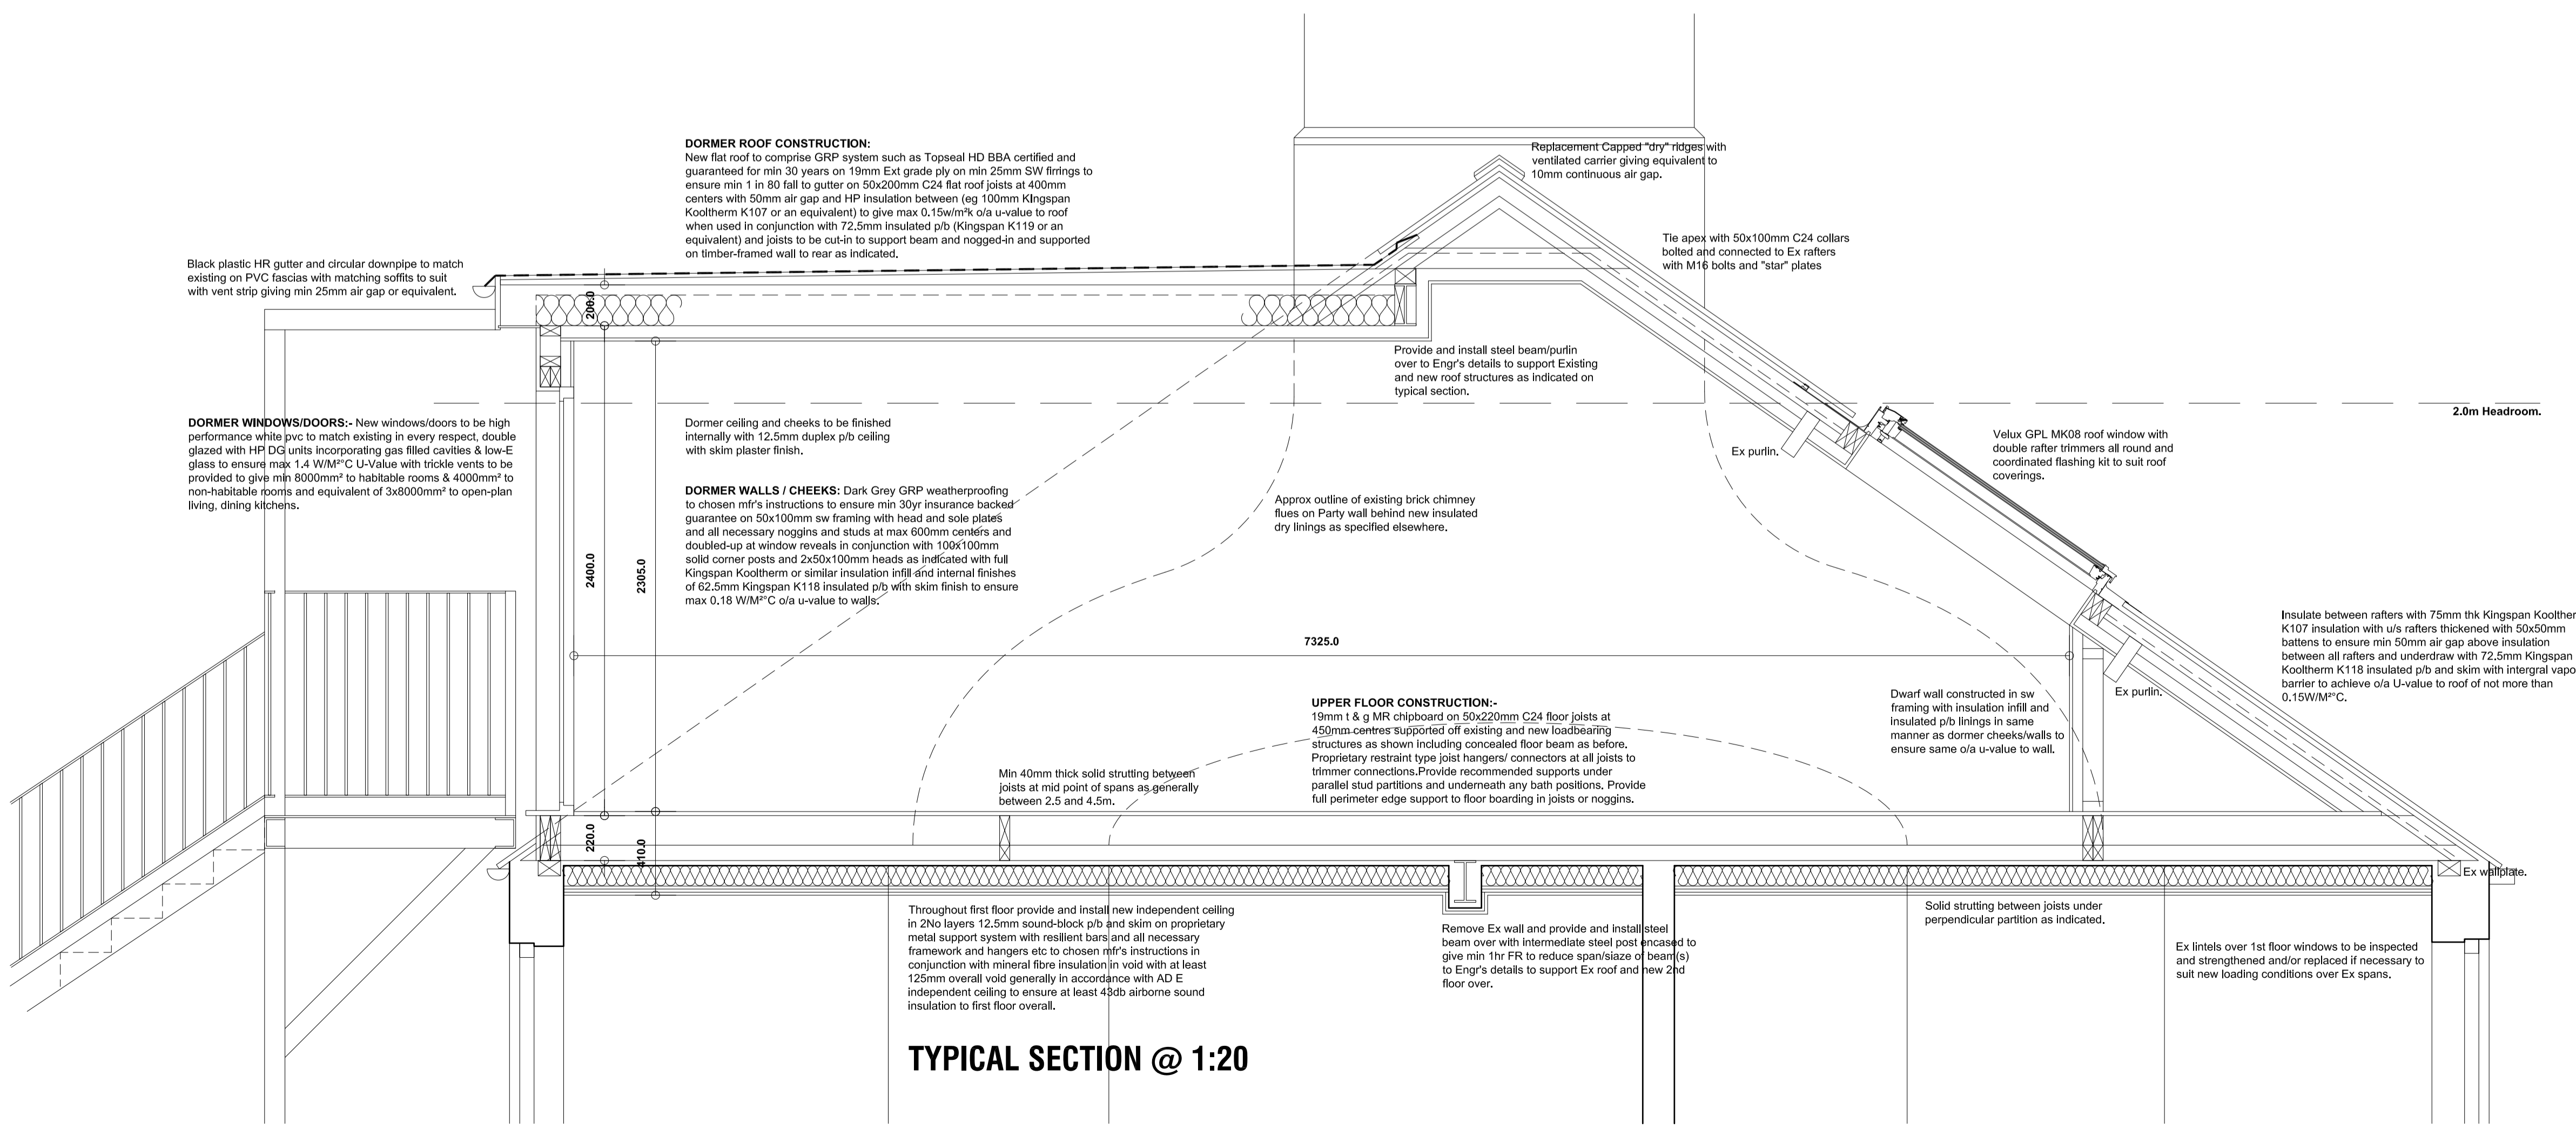 DORMER ROOF CONSTRUCTION:
New flat roof to comprise GRP system such as Topseal HD BBA certified and
guaranteed for min 30 years on 19mm Ext grade ply on min 25mm SW firrings to
ensure min 1 in 80 fall to gutter on 50x200mm C24 flat roof joists at 400mm
centers with 50mm air gap and HP insulation between (eg 100mm Kingspan
Kooltherm K107 or an equivalent) to give max 0.15w/m²k o/a u-value to roof
when used in conjunction with 72.5mm insulated p/b (Kingspan K119 or an
equivalent) and joists to be cut-in to support beam and nogged-in and supported
on timber-framed wall to rear as indicated.
Replacement Capped "dry" ridges with
ventilated carrier giving equivalent to
10mm continuous air gap.
Tie apex with 50x100mm C24 collars
bolted and connected to Ex rafters
with M16 bolts and "star" plates
Black plastic HR gutter and circular downpipe to match
existing on PVC fascias with matching soffits to suit
with vent strip giving min 25mm air gap or equivalent.
200.0
Provide and install steel beam/purlin
over to Engr's details to support Existing
and new roof structures as indicated on
typical section.
2.0m Headroom.
DORMER WINDOWS/DOORS:- New windows/doors to be high
performance white pvc to match existing in every respect, double
glazed with HP DG units incorporating gas filled cavities & low-E
glass to ensure max 1.4 W/M²°C U-Value with trickle vents to be
provided to give min 8000mm² to habitable rooms & 4000mm² to
non-habitable rooms and equivalent of 3x8000mm² to open-plan
living, dining kitchens.
Dormer ceiling and cheeks to be finished
internally with 12.5mm duplex p/b ceiling
with skim plaster finish.
Ex purlin.
Velux GPL MK08 roof window with
double rafter trimmers all round and
coordinated flashing kit to suit roof
coverings.
DORMER WALLS / CHEEKS: Dark Grey GRP weatherproofing
to chosen mfr's instructions to ensure min 30yr insurance backed
guarantee on 50x100mm sw framing with head and sole plates
and all necessary noggins and studs at max 600mm centers and
doubled-up at window reveals in conjunction with 100x100mm
solid corner posts and 2x50x100mm heads as indicated with full
Kingspan Kooltherm or similar insulation infill and internal finishes
of 62.5mm Kingspan K118 insulated p/b with skim finish to ensure
max 0.18 W/M²°C o/a u-value to walls.
Approx outline of existing brick chimney
flues on Party wall behind new insulated
dry linings as specified elsewhere.
2400.0
2305.0
7325.0
Insulate between rafters with 75mm thk Kingspan Koolther
K107 insulation with u/s rafters thickened with 50x50mm
battens to ensure min 50mm air gap above insulation
between all rafters and underdraw with 72.5mm Kingspan
Kooltherm K118 insulated p/b and skim with intergral vapo
barrier to achieve o/a U-value to roof of not more than
0.15W/M²°C.
Ex purlin.
Dwarf wall constructed in sw
framing with insulation infill and
insulated p/b linings in same
manner as dormer cheeks/walls to
ensure same o/a u-value to wall.
UPPER FLOOR CONSTRUCTION:-
19mm t & g MR chipboard on 50x220mm C24 floor joists at
450mm centres supported off existing and new loadbearing
structures as shown including concealed floor beam as before.
Proprietary restraint type joist hangers/ connectors at all joists to
trimmer connections.Provide recommended supports under
parallel stud partitions and underneath any bath positions. Provide
full perimeter edge support to floor boarding in joists or noggins.
Min 40mm thick solid strutting between
joists at mid point of spans as generally
between 2.5 and 4.5m.
220.0
410.0
Ex wallplate.
Throughout first floor provide and install new independent ceiling
in 2No layers 12.5mm sound-block p/b and skim on proprietary
metal support system with resilient bars and all necessary
framework and hangers etc to chosen mfr's instructions in
conjunction with mineral fibre insulation in void with at least
125mm overall void generally in accordance with AD E
independent ceiling to ensure at least 43db airborne sound
insulation to first floor overall.
Remove Ex wall and provide and install steel
beam over with intermediate steel post encased to
give min 1hr FR to reduce span/siaze of beam(s)
to Engr's details to support Ex roof and new 2nd
floor over.
Solid strutting between joists under
perpendicular partition as indicated.
Ex lintels over 1st floor windows to be inspected
and strengthened and/or replaced if necessary to
suit new loading conditions over Ex spans.
TYPICAL SECTION @ 1:20